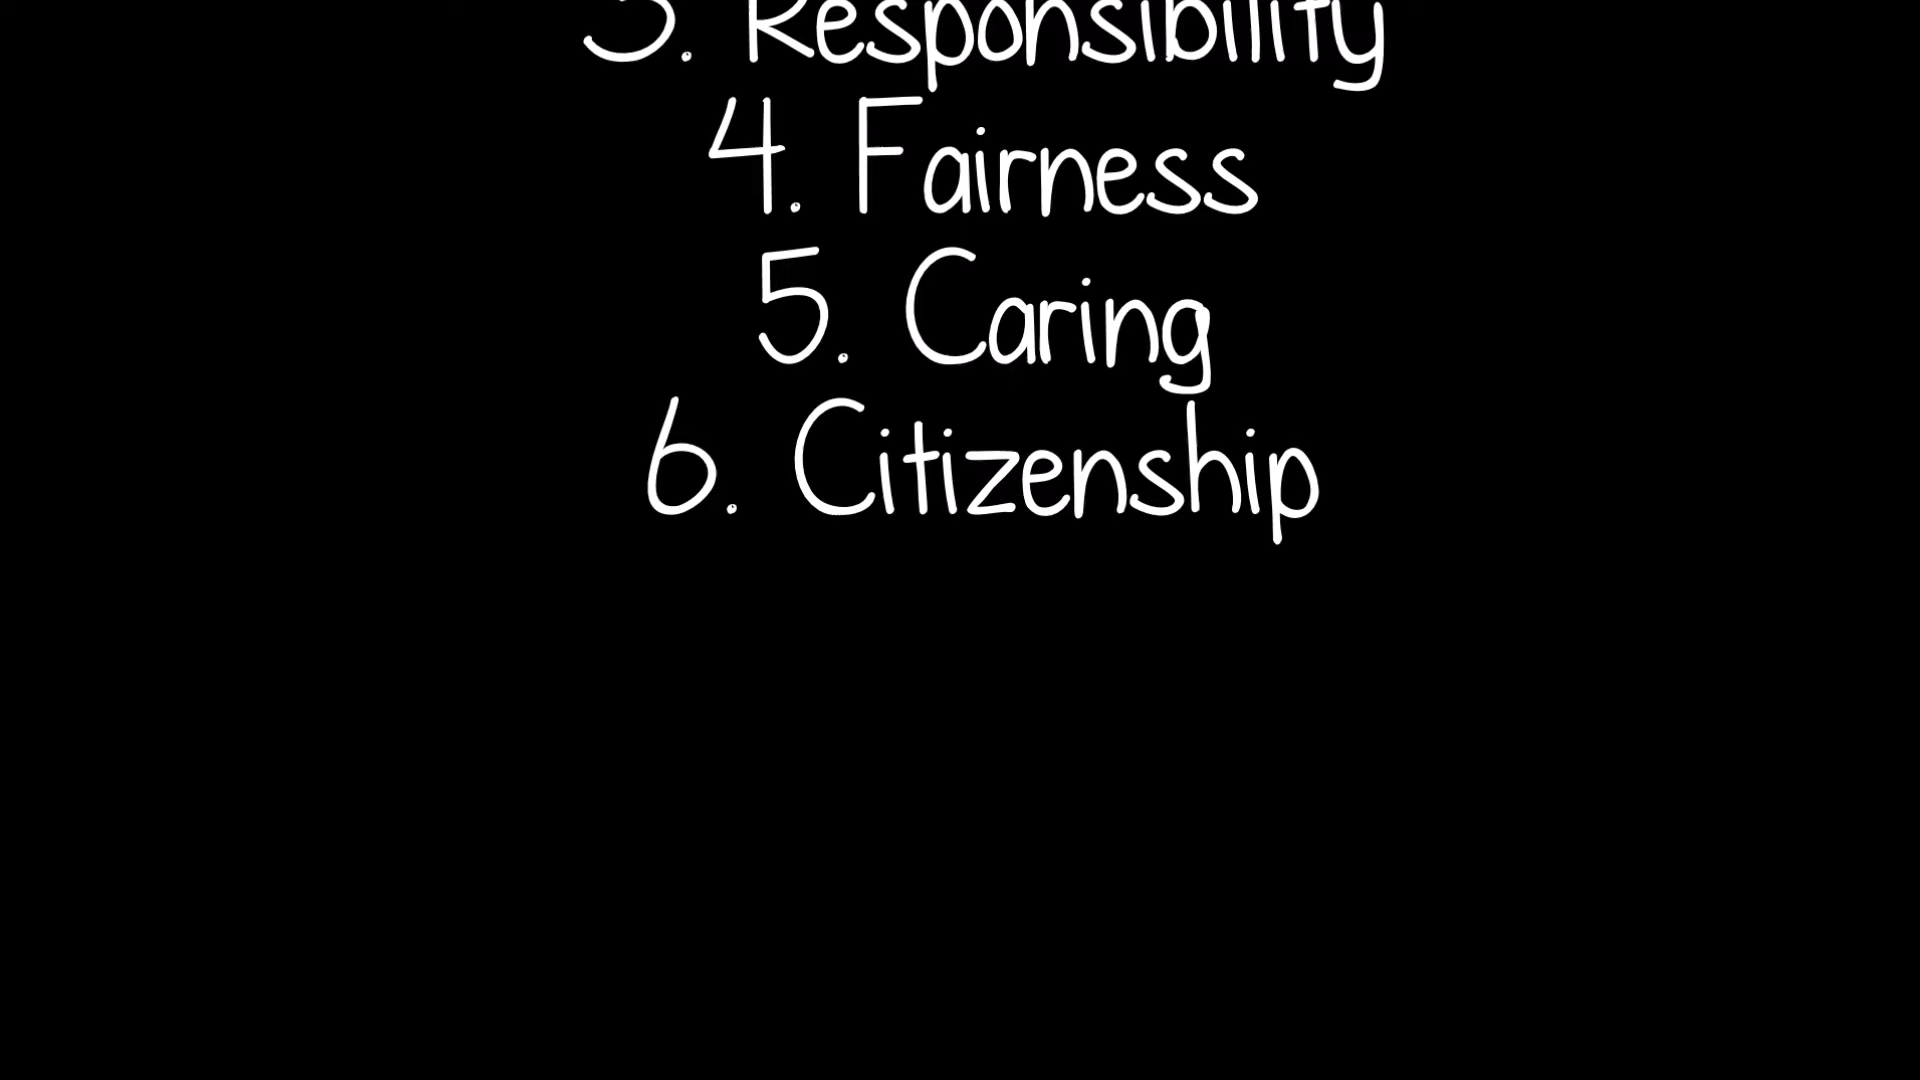 3. Responsibility
4. Fairness
5. Caring
6. Citizenship